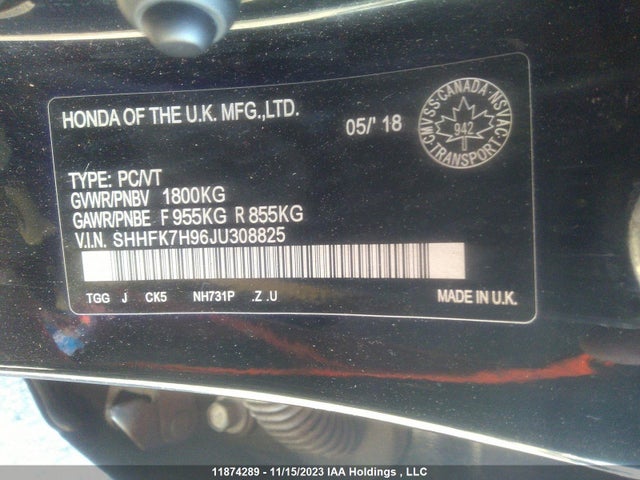 HONDA OF THE U.K. MFG.,LTD.
05/' 18
CMVSS · CANADA · NSVAC
942
TRANSPORT
TYPE: PC/VT
GVWR/PNBV 1800KG
GAWR/PNBE F 955KG R 855KG
V.I.N. SHHFK7H96JU308825
TGG J CK5 NH731P .Z .U
MADE IN U.K.
11874289 - 11/15/2023 IAA Holdings , LLC